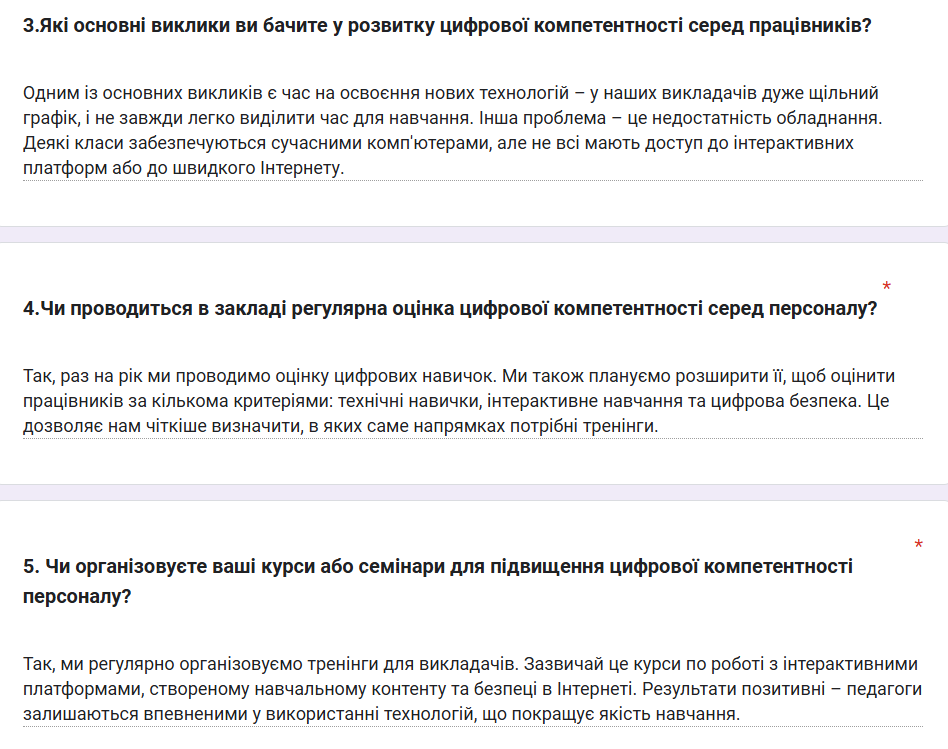 3.Які основні виклики ви бачите у розвитку цифрової компетентності серед працівників?
Одним із основних викликів є час на освоєння нових технологій – у наших викладачів дуже щільний
графік, і не завжди легко виділити час для навчання. Інша проблема – це недостатність обладнання.
Деякі класи забезпечуються сучасними комп'ютерами, але не всі мають доступ до інтерактивних
платформ або до швидкого Інтернету.
*
4.Чи проводиться в закладі регулярна оцінка цифрової компетентності серед персоналу?
Так, раз на рік ми проводимо оцінку цифрових навичок. Ми також плануємо розширити її, щоб оцінити
працівників за кількома критеріями: технічні навички, інтерактивне навчання та цифрова безпека. Це
дозволяє нам чіткіше визначити, в яких саме напрямках потрібні тренінги.
*
5. Чи організовуєте ваші курси або семінари для підвищення цифрової компетентності
персоналу?
Так, ми регулярно організовуємо тренінги для викладачів. Зазвичай це курси по роботі з інтерактивними
платформами, створеному навчальному контенту та безпеці в Інтернеті. Результати позитивні – педагоги
залишаються впевненими у використанні технологій, що покращує якість навчання.